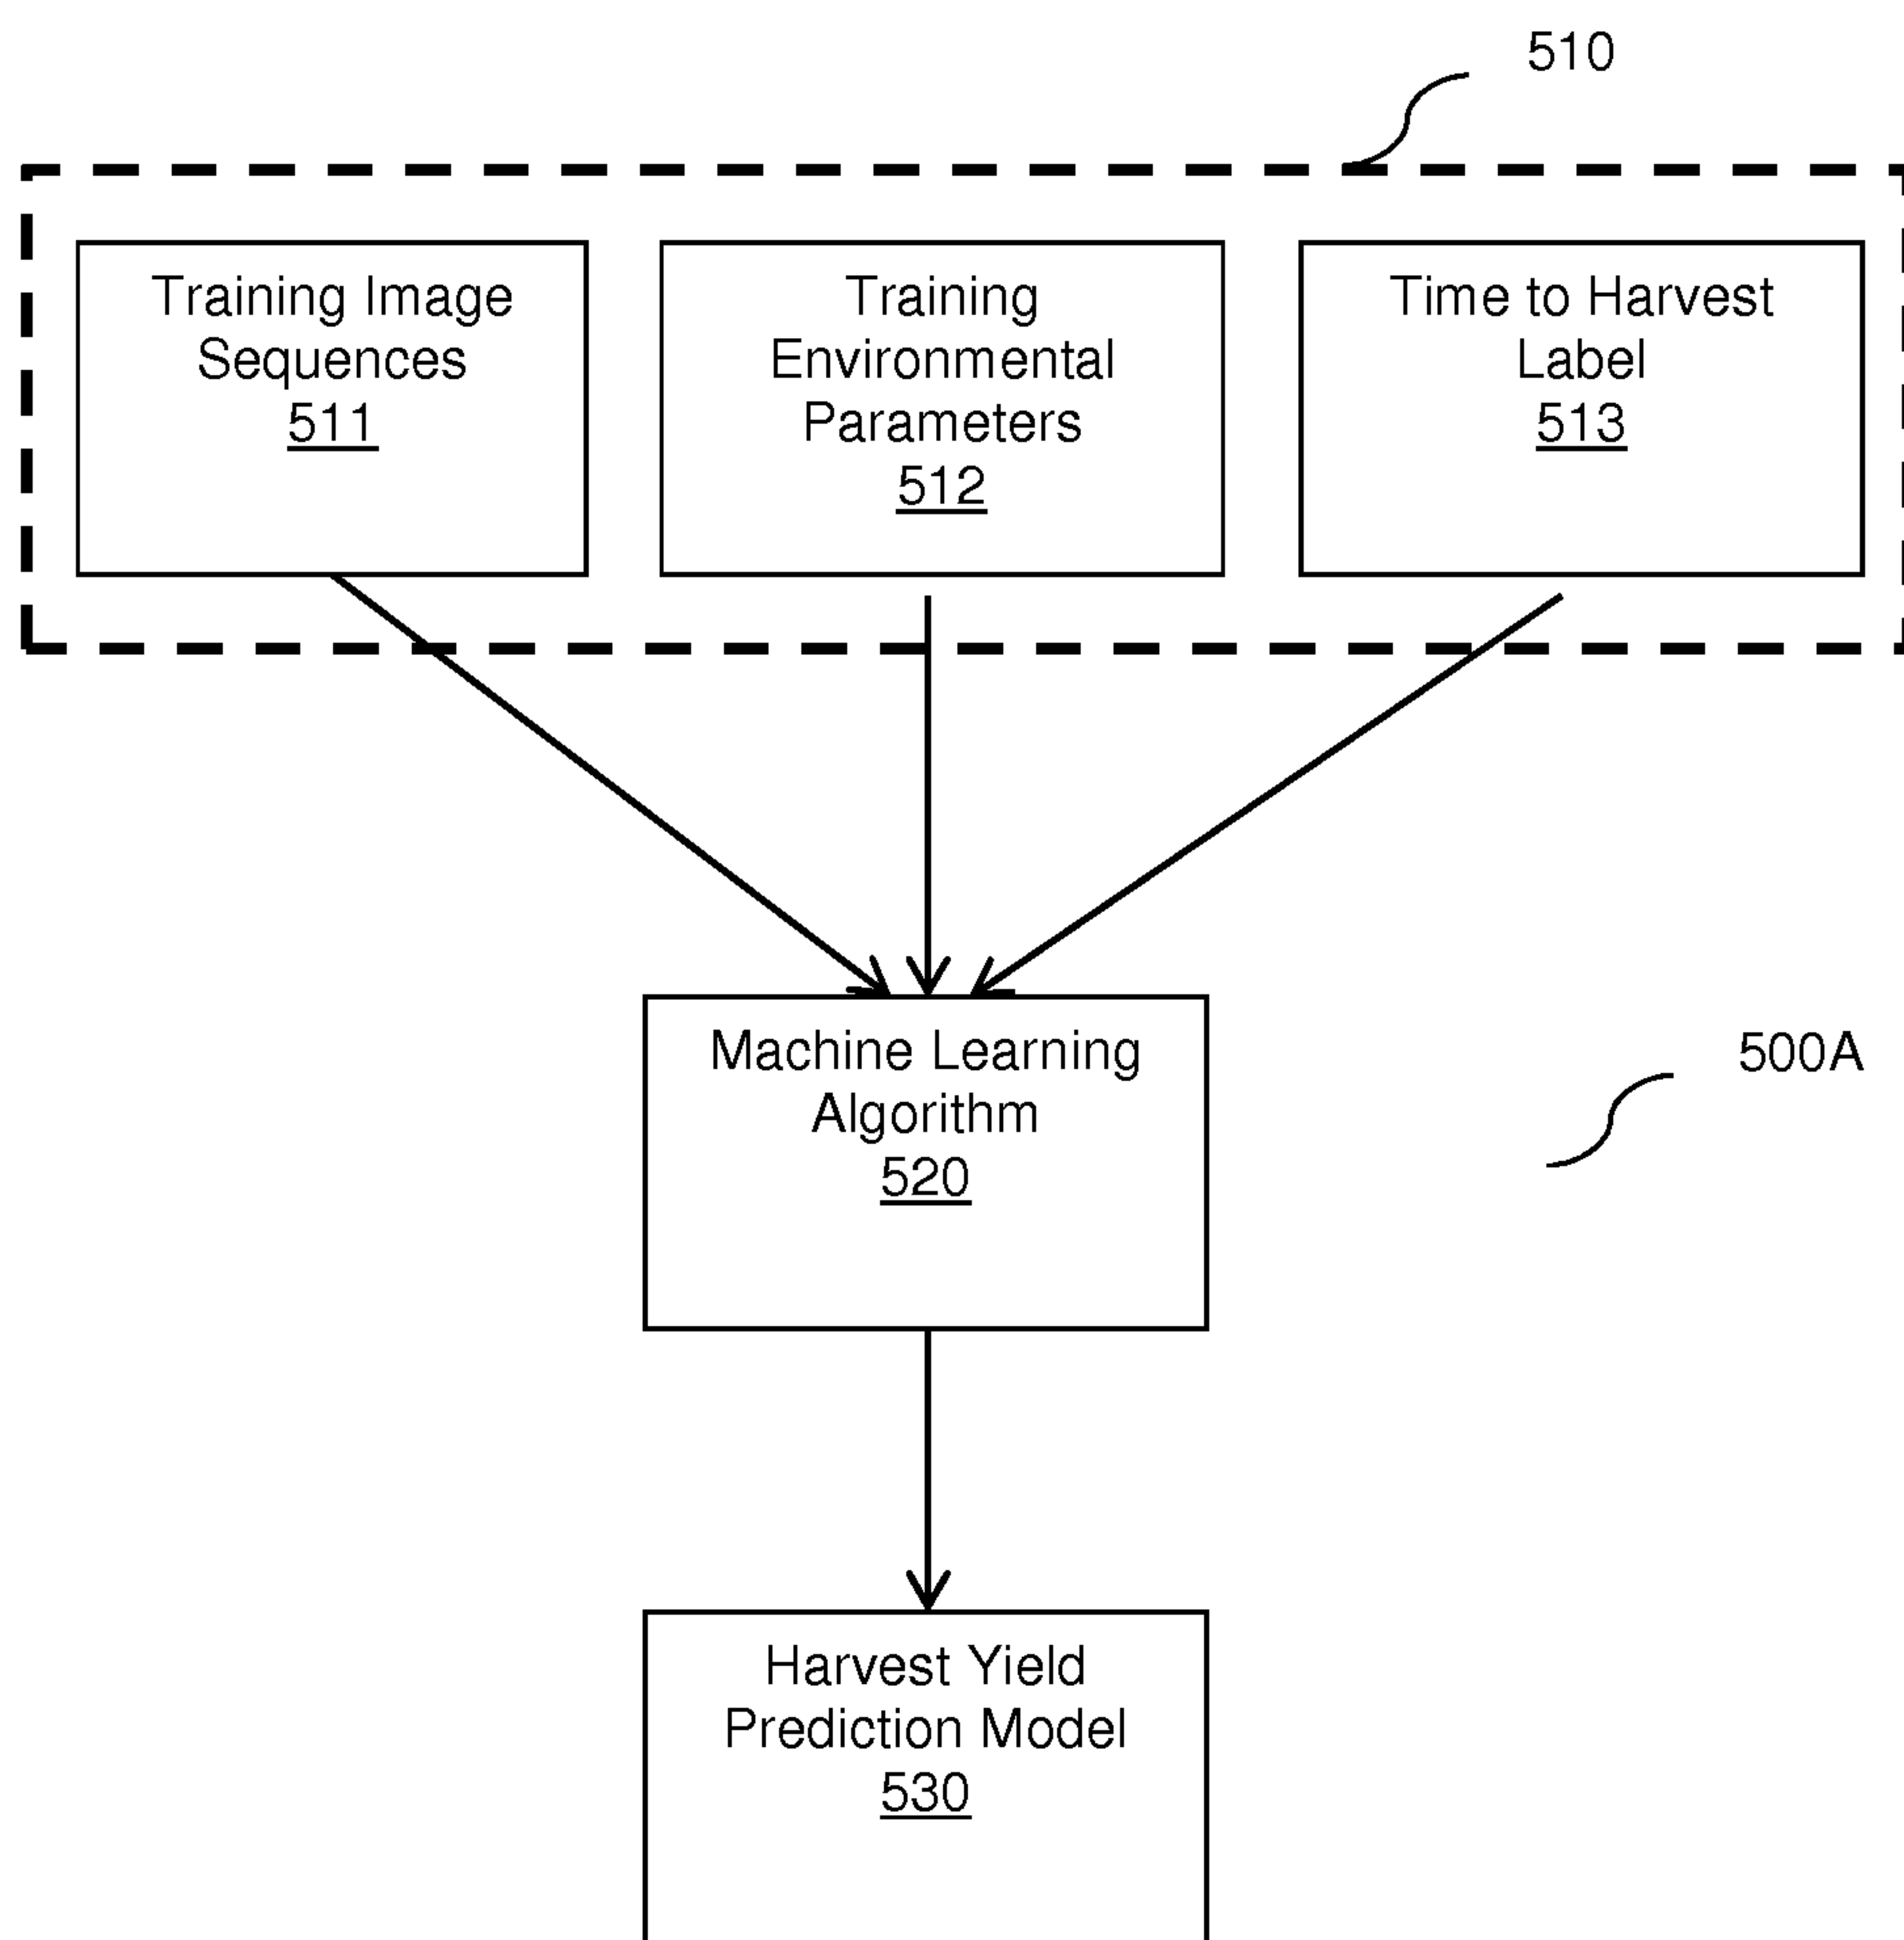 510
Training Image
Sequences
511
Training
Environmental
Parameters
512
Time to Harvest
Label
513
Machine Learning
Algorithm
520
500A
Harvest Yield
Prediction Model
530